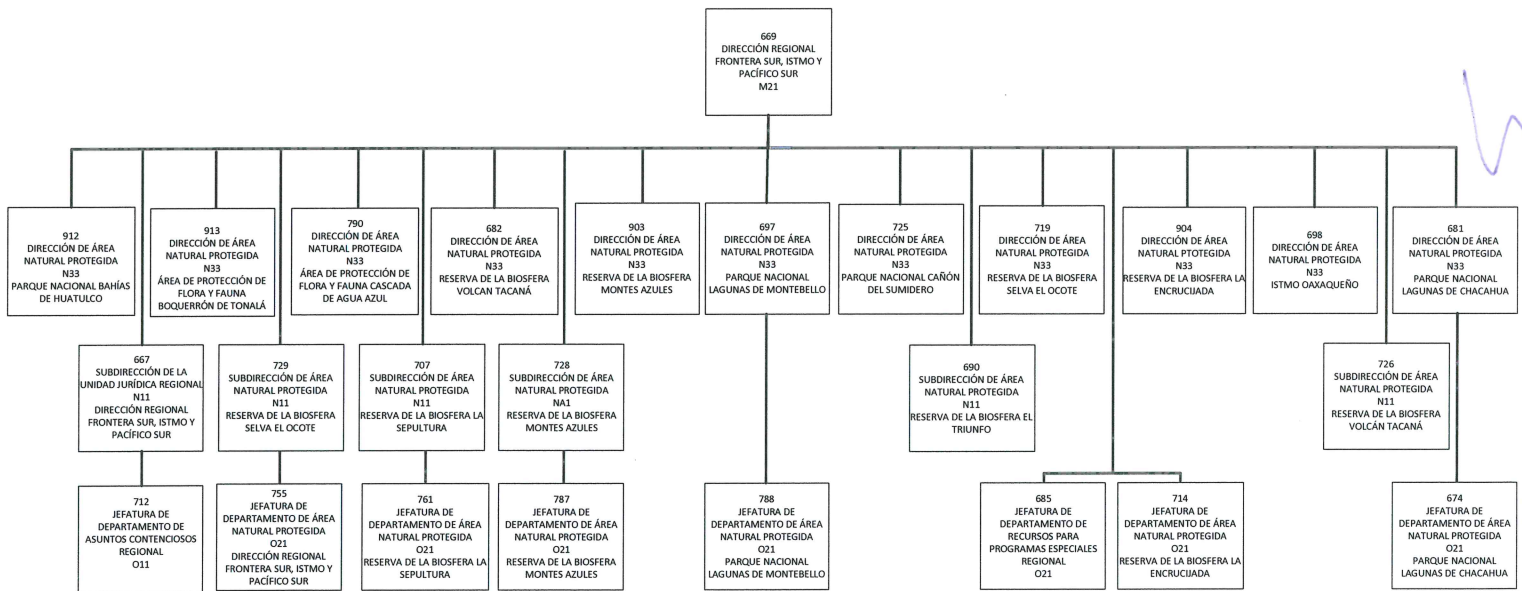 669
DIRECCIÓN REGIONAL
FRONTERA SUR, ISTMO Y
PACÍFICO SUR
M21
912
DIRECCIÓN DE ÁREA
NATURAL PROTEGIDA
N33
PARQUE NACIONAL BAHÍAS
DE HUATULCO
913
DIRECCIÓN DE ÁREA
NATURAL PTOTEGIDA
N33
ÁREA DE PROTECCIÓN DE
FLORA Y FAUNA
BOQUERRÓN DE TONALÁ
790
DIRECCIÓN DE ÁREA
NATURAL PROTEGIDA
N33
ÁREA DE PROTECCIÓN DE
FLORA Y FAUNA CASCADA
DE AGUA AZUL
682
DIRECCIÓN DE ÁREA
NATURAL PROTEGIDA
N33
RESERVA DE LA BIOSFERA
VOLCAN TACANÁ
903
DIRECCIÓN DE ÁREA
NATURAL PROTEGIDA
N33
RESERVA DE LA BIOSFERA
MONTES AZULES
697
DIRECCIÓN DE ÁREA
NATURAL PROTEGIDA
N33
PARQUE NACIONAL
LAGUNAS DE MONTEBELLO
725
DIRECCIÓN DE ÁREA
NATURAL PROTEGIDA
N33
PARQUE NACIONAL CAÑÓN
DEL SUMIDERO
719
DIRECCIÓN DE ÁREA
NATURAL PROTEGIDA
N33
RESERVA DE LA BIOSFERA
SELVA EL OCOTE
904
DIRECCIÓN DE ÁREA
NATURAL PTOTEGIDA
N33
RESERVA DE LA BIOSFERA LA
ENCRUCIJADA
698
DIRECCIÓN DE ÁREA
NATURAL PROTEGIDA
N33
ISTMO OAXAQUEÑO
681
DIRECCIÓN DE ÁREA
NATURAL PROTEGIDA
N33
PARQUE NACIONAL
LAGUNAS DE CHACAHUA
667
SUBDIRECCIÓN DE LA
UNIDAD JURÍDICA REGIONAL
N11
DIRECCIÓN REGIONAL
FRONTERA SUR, ISTMO Y
PACÍFICO SUR
729
SUBDIRECCIÓN DE ÁREA
NATURAL PROTEGIDA
N11
RESERVA DE LA BIOSFERA
SELVA EL OCOTE
707
SUBDIRECCIÓN DE ÁREA
NATURAL PROTEGIDA
N11
RESERVA DE LA BIOSFERA LA
SEPULTURA
728
SUBDIRECCIÓN DE ÁREA
NATURAL PROTEGIDA
NA1
RESERVA DE LA BIOSFERA
MONTES AZULES
690
SUBDIRECCIÓN DE ÁREA
NATURAL PROTEGIDA
N11
RESERVA DE LA BIOSFERA EL
TRIUNFO
726
SUBDIRECCIÓN DE ÁREA
NATURAL PROTEGIDA
N11
RESERVA DE LA BIOSFERA
VOLCÁN TACANÁ
712
JEFATURA DE
DEPARTAMENTO DE
ASUNTOS CONTENCIOSOS
REGIONAL
O11
755
JEFATURA DE
DEPARTAMENTO DE ÁREA
NATURAL PROTEGIDA
O21
DIRECCIÓN REGIONAL
FRONTERA SUR, ISTMO Y
PACÍFICO SUR
761
JEFATURA DE
DEPARTAMENTO DE ÁREA
NATURAL PROTEGIDA
O21
RESERVA DE LA BIOSFERA LA
SEPULTURA
787
JEFATURA DE
DEPARTAMENTO DE ÁREA
NATURAL PROTEGIDA
O21
RESERVA DE LA BIOSFERA
MONTES AZULES
788
JEFATURA DE
DEPARTAMENTO DE ÁREA
NATURAL PROTEGIDA
O21
PARQUE NACIONAL
LAGUNAS DE MONTEBELLO
685
JEFATURA DE
DEPARTAMENTO DE
RECURSOS PARA
PROGRAMAS ESPECIALES
REGIONAL
O21
714
JEFATURA DE
DEPARTAMENTO DE ÁREA
NATURAL PROTEGIDA
O21
RESERVA DE LA BIOSFERA LA
ENCRUCIJADA
674
JEFATURA DE
DEPARTAMENTO DE ÁREA
NATURAL PROTEGIDA
O21
PARQUE NACIONAL
LAGUNAS DE CHACAHUA